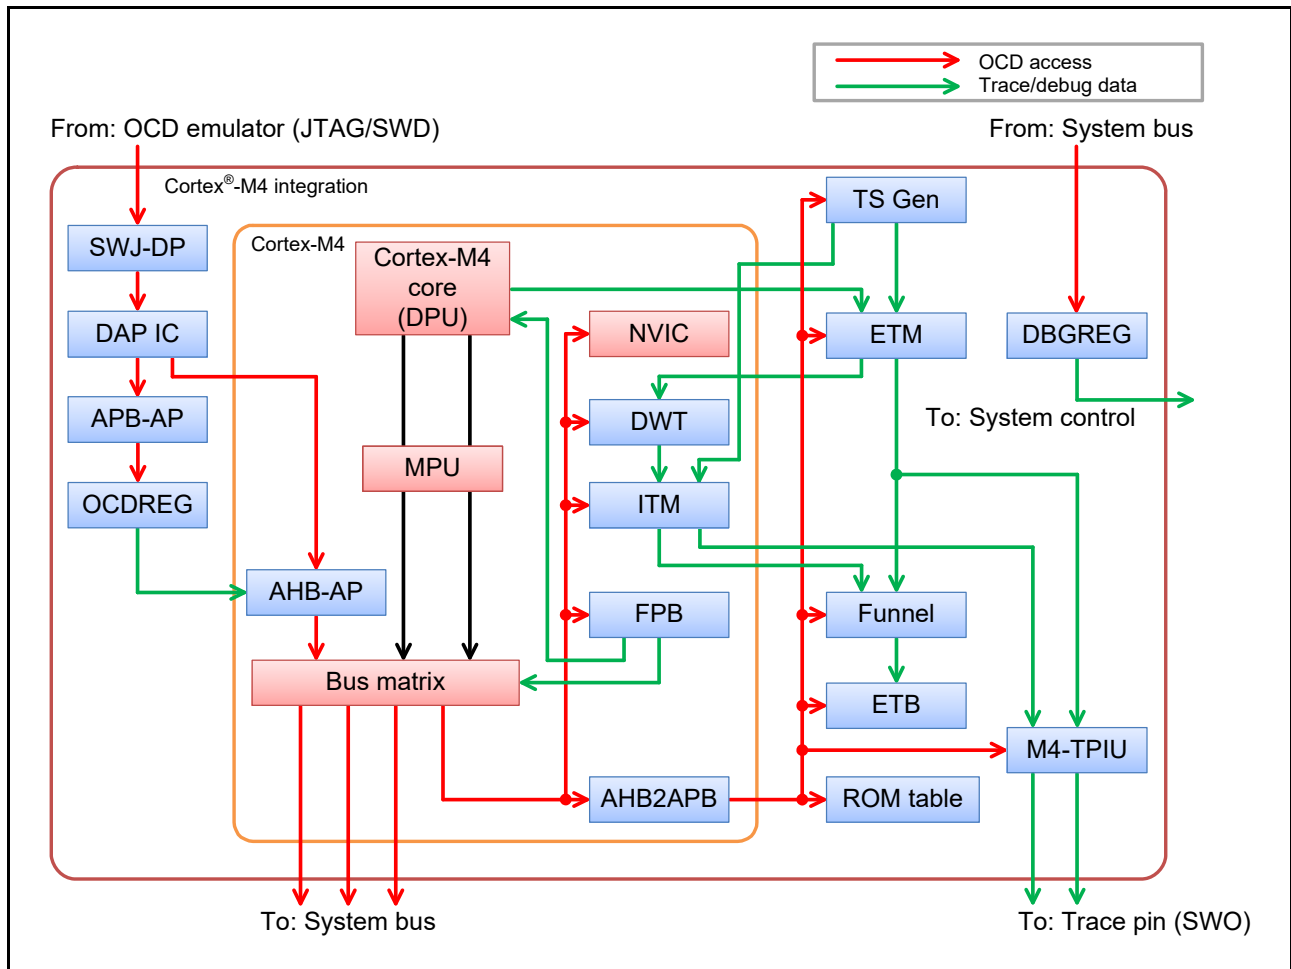 OCD access
Trace/debug data
From: OCD emulator (JTAG/SWD)
From: System bus
Cortex®-M4 integration
TS Gen
SWJ-DP
Cortex-M4
Cortex-M4
core
(DPU)
DAP IC
NVIC
ETM
DBGREG
APB-AP
DWT
To: System control
MPU
OCDREG
ITM
AHB-AP
FPB
Funnel
Bus matrix
ETB
M4-TPIU
AHB2APB
ROM table
To: System bus
To: Trace pin (SWO)